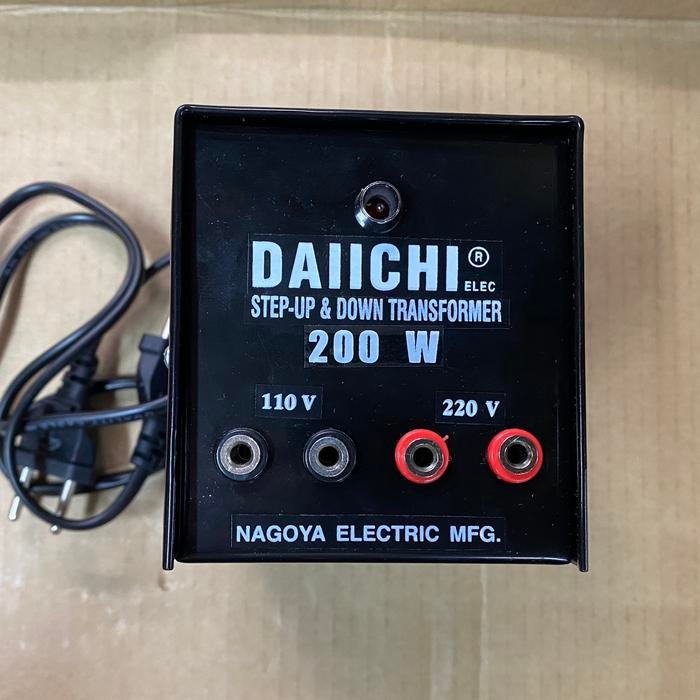 DAIICHI®
ELEC
STEP-UP & DOWN TRANSFORMER
200 W
110 V 220 V
NAGOYA ELECTRIC MFG.